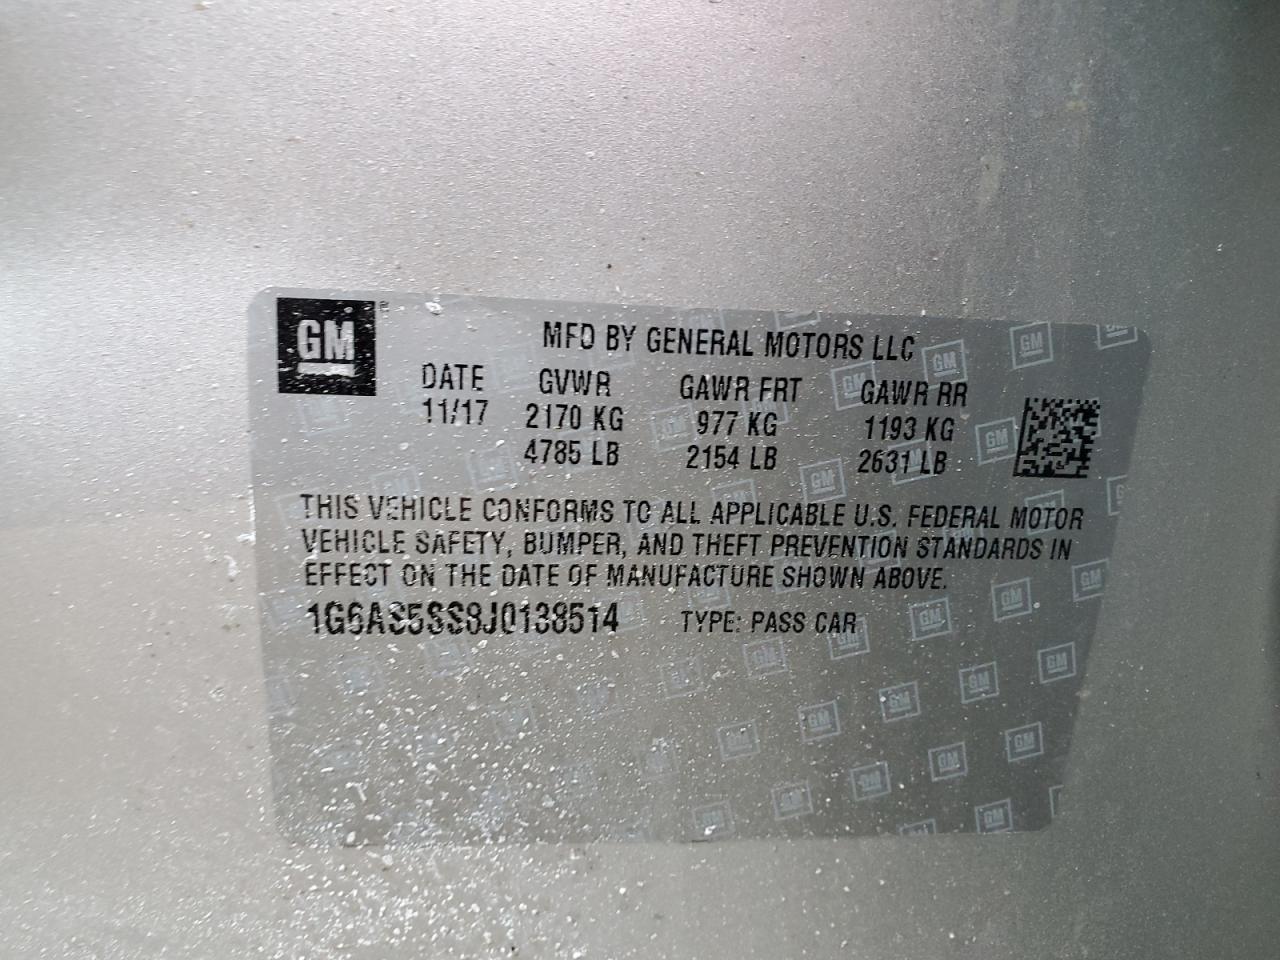 GM
MFD BY GENERAL MOTORS LLC
DATE GVWR GAWR FRT GAWR RR
11/17 2170 KG 977 KG 1193 KG
4785 LB 2154 LB 2631 LB
THIS VEHICLE CONFORMS TO ALL APPLICABLE U.S. FEDERAL MOTOR
VEHICLE SAFETY, BUMPER, AND THEFT PREVENTION STANDARDS IN
EFFECT ON THE DATE OF MANUFACTURE SHOWN ABOVE.
1G6AS5SS8J0138514 TYPE: PASS CAR